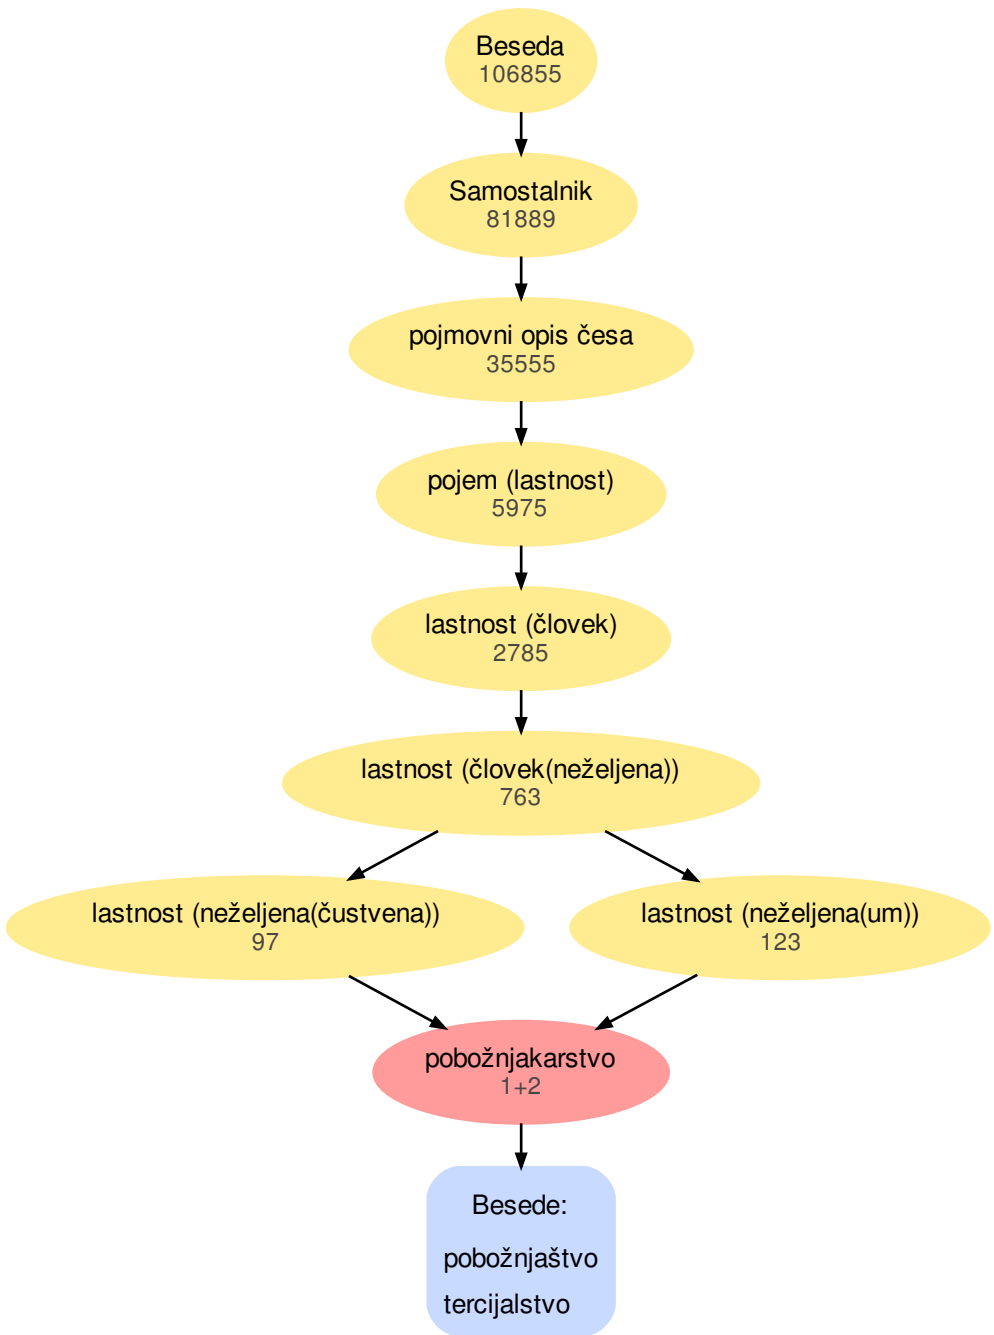 Beseda
106855
Samostalnik
81889
pojmovni opis česa
35555
pojem (lastnost)
5975
lastnost (človek)
2785
lastnost (človek(neželjena))
763
lastnost (neželjena(čustvena))
97
lastnost (neželjena(um))
123
pobožnjakarstvo
1+2
Besede:
pobožnjaštvo
tercijalstvo